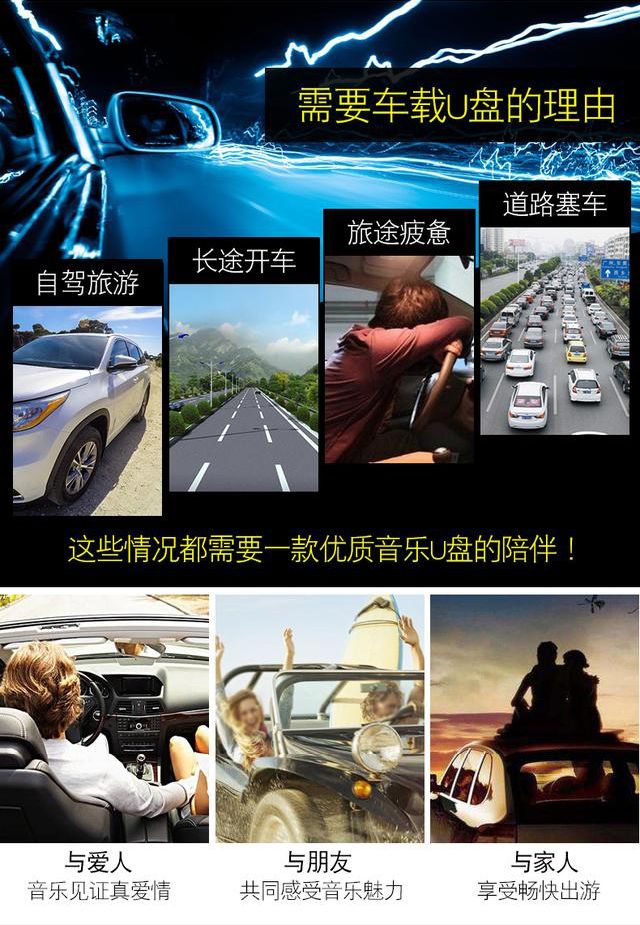 需要车载U盘的理由
道路塞车
旅途疲惫
长途开车
自驾旅游
这些情况都需要一款优质音乐U盘的陪伴！
与爱人
音乐见证真爱情
与朋友
共同感受音乐魅力
与家人
享受畅快出游